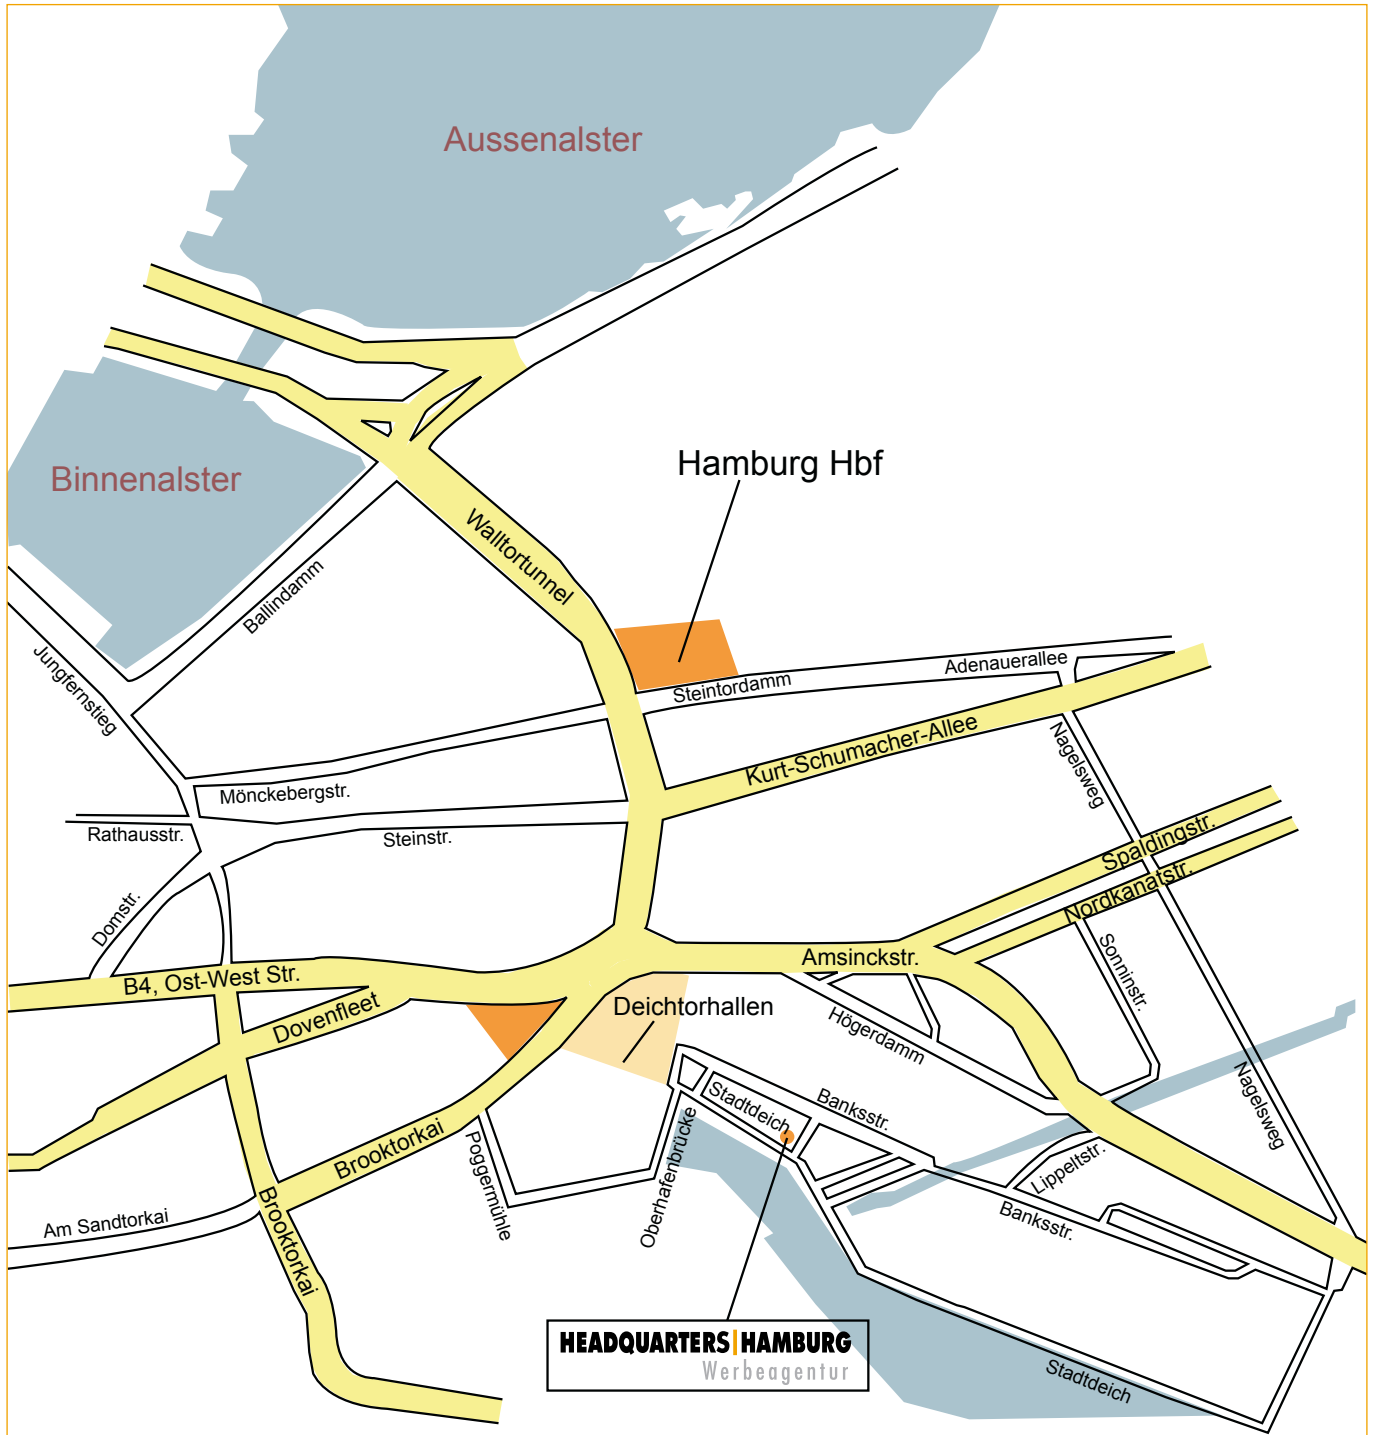 Aussenalster
Hamburg Hbf
Binnenalster
Walltortunnel
Ballindamm
Jungfernstieg
Adenauerallee
Steintordamm
Kurt-Schumacher-Allee
Nagelsweg
Mönckebergstr.
Rathausstr.
Steinstr.
Spaldingstr.
Nordkanatstr.
Domstr.
Amsinckstr.
Sonninstr.
B4, Ost-West Str.
Dovenfleet
Deichtorhallen
Högerdamm
Nagelsweg
Stadtdeich
Banksstr.
Brooktorkai
Poggermühle
Oberhafenbrücke
Lippeltstr.
Banksstr.
Am Sandtorkai
Brooktorkai
HEADQUARTERS|HAMBURG
Werbeagentur
Stadtdeich